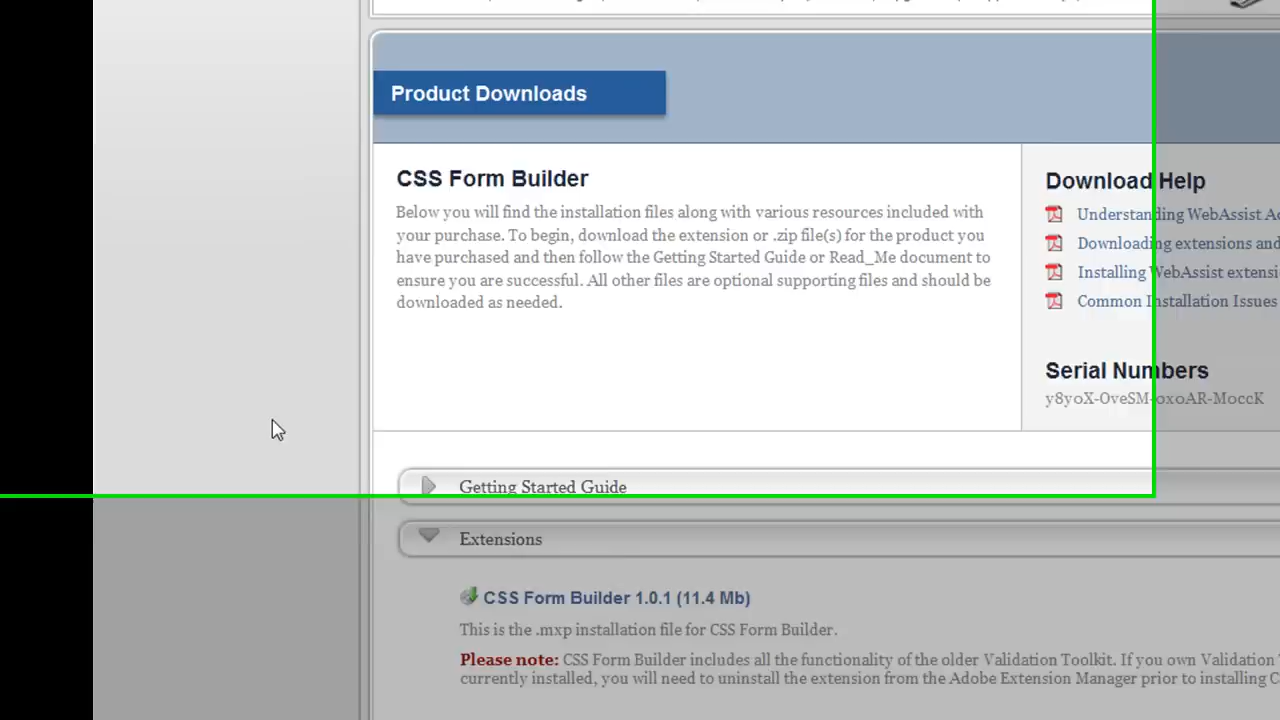 Product Downloads
CSS Form Builder
Below you will find the installation files along with various resources included with
your purchase. To begin, download the extension or .zip file(s) for the product you
have purchased and then follow the Getting Started Guide or Read_Me document to
ensure you are successful. All other files are optional supporting files and should be
downloaded as needed.
Download Help
Understanding WebAssist
Downloading extensions and
Installing WebAssist
Common Installation Issues
Serial Numbers
y8yoX-OveSM-oxoAR-MoccK
Getting Started Guide
Extensions
CSS Form Builder 1.0.1 (11.4 Mb)
This is the .mxp installation file for CSS Form Builder.
Please note: CSS Form Builder includes all the functionality of the older Validation Toolkit. If you own Validation
currently installed, you will need to uninstall the extension from the Adobe Extension Manager prior to installing